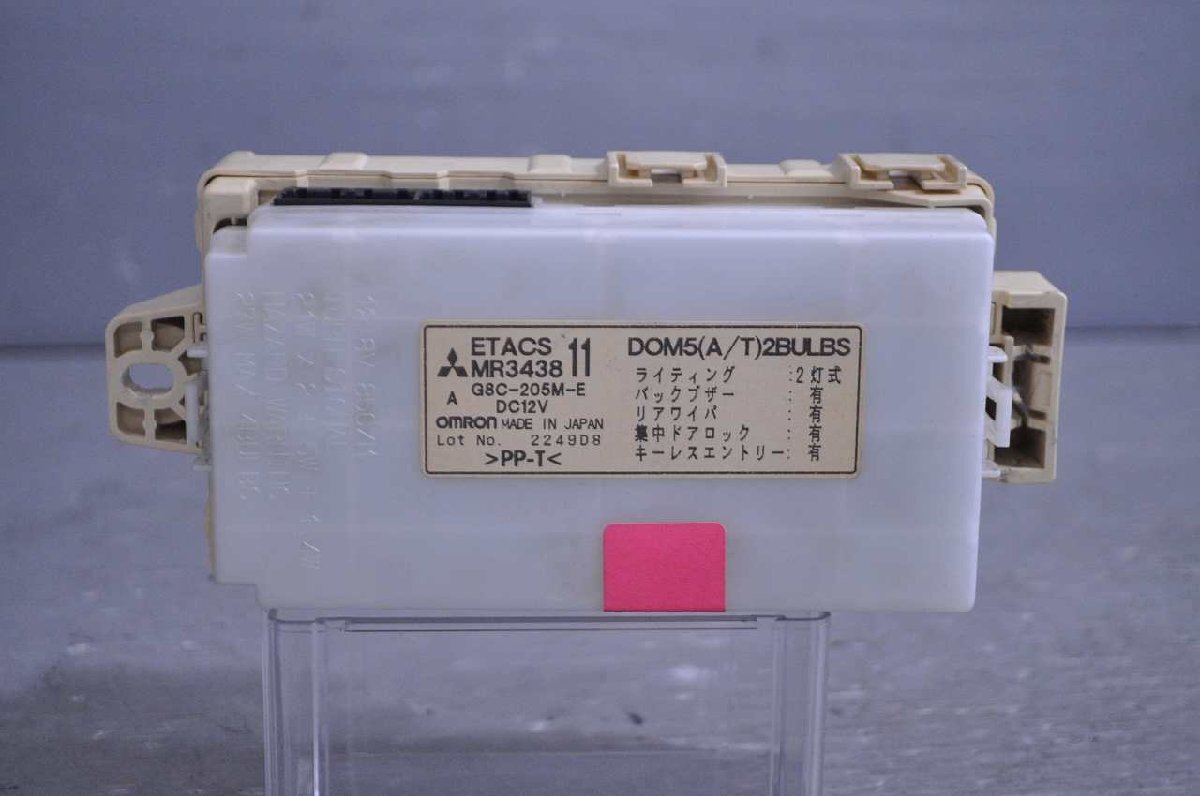 ETACS 11
MR3438
A G8C-205M-E
DC12V
OMRON MADE IN JAPAN
Lot No. 2249D8
>PP-T<
DOM5(A/T)2BULBS
ライティング :2灯式
バックブザー :有
リアワイパ :有
集中ドアロック :有
キーレスエントリー:有